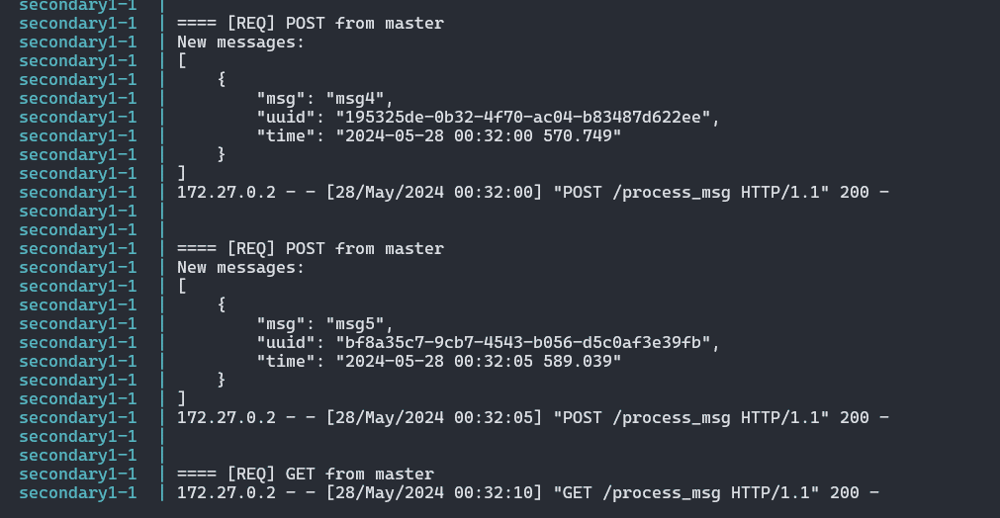 secondary1-1 |
secondary1-1 | ==== [REQ] POST from master
secondary1-1 | New messages:
secondary1-1 | [
secondary1-1 |     {
secondary1-1 |         "msg": "msg4",
secondary1-1 |         "uuid": "195325de-0b32-4f70-ac04-b83487d622ee",
secondary1-1 |         "time": "2024-05-28 00:32:00 570.749"
secondary1-1 |     }
secondary1-1 | ]
secondary1-1 | 172.27.0.2 - - [28/May/2024 00:32:00] "POST /process_msg HTTP/1.1" 200 -
secondary1-1 |
secondary1-1 |
secondary1-1 | ==== [REQ] POST from master
secondary1-1 | New messages:
secondary1-1 | [
secondary1-1 |     {
secondary1-1 |         "msg": "msg5",
secondary1-1 |         "uuid": "bf8a35c7-9cb7-4543-b056-d5c0af3e39fb",
secondary1-1 |         "time": "2024-05-28 00:32:05 589.039"
secondary1-1 |     }
secondary1-1 | ]
secondary1-1 | 172.27.0.2 - - [28/May/2024 00:32:05] "POST /process_msg HTTP/1.1" 200 -
secondary1-1 |
secondary1-1 |
secondary1-1 | ==== [REQ] GET from master
secondary1-1 | 172.27.0.2 - - [28/May/2024 00:32:10] "GET /process_msg HTTP/1.1" 200 -